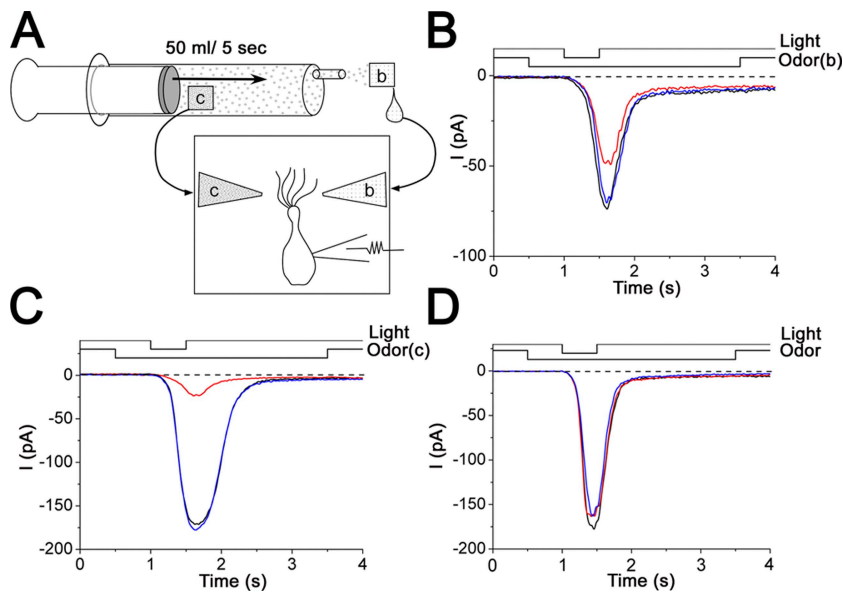 A
50 ml/ 5 sec
c
b
c
b
B
Light
Odor(b)
I (pA)
0
-50
-100
0 1 2 3 4
Time (s)
C
Light
Odor(c)
I (pA)
0
-25
-50
-100
-150
-200
0 1 2 3 4
Time (s)
D
Light
Odor
I (pA)
0
-25
-50
-100
-150
-200
0 1 2 3 4
Time (s)